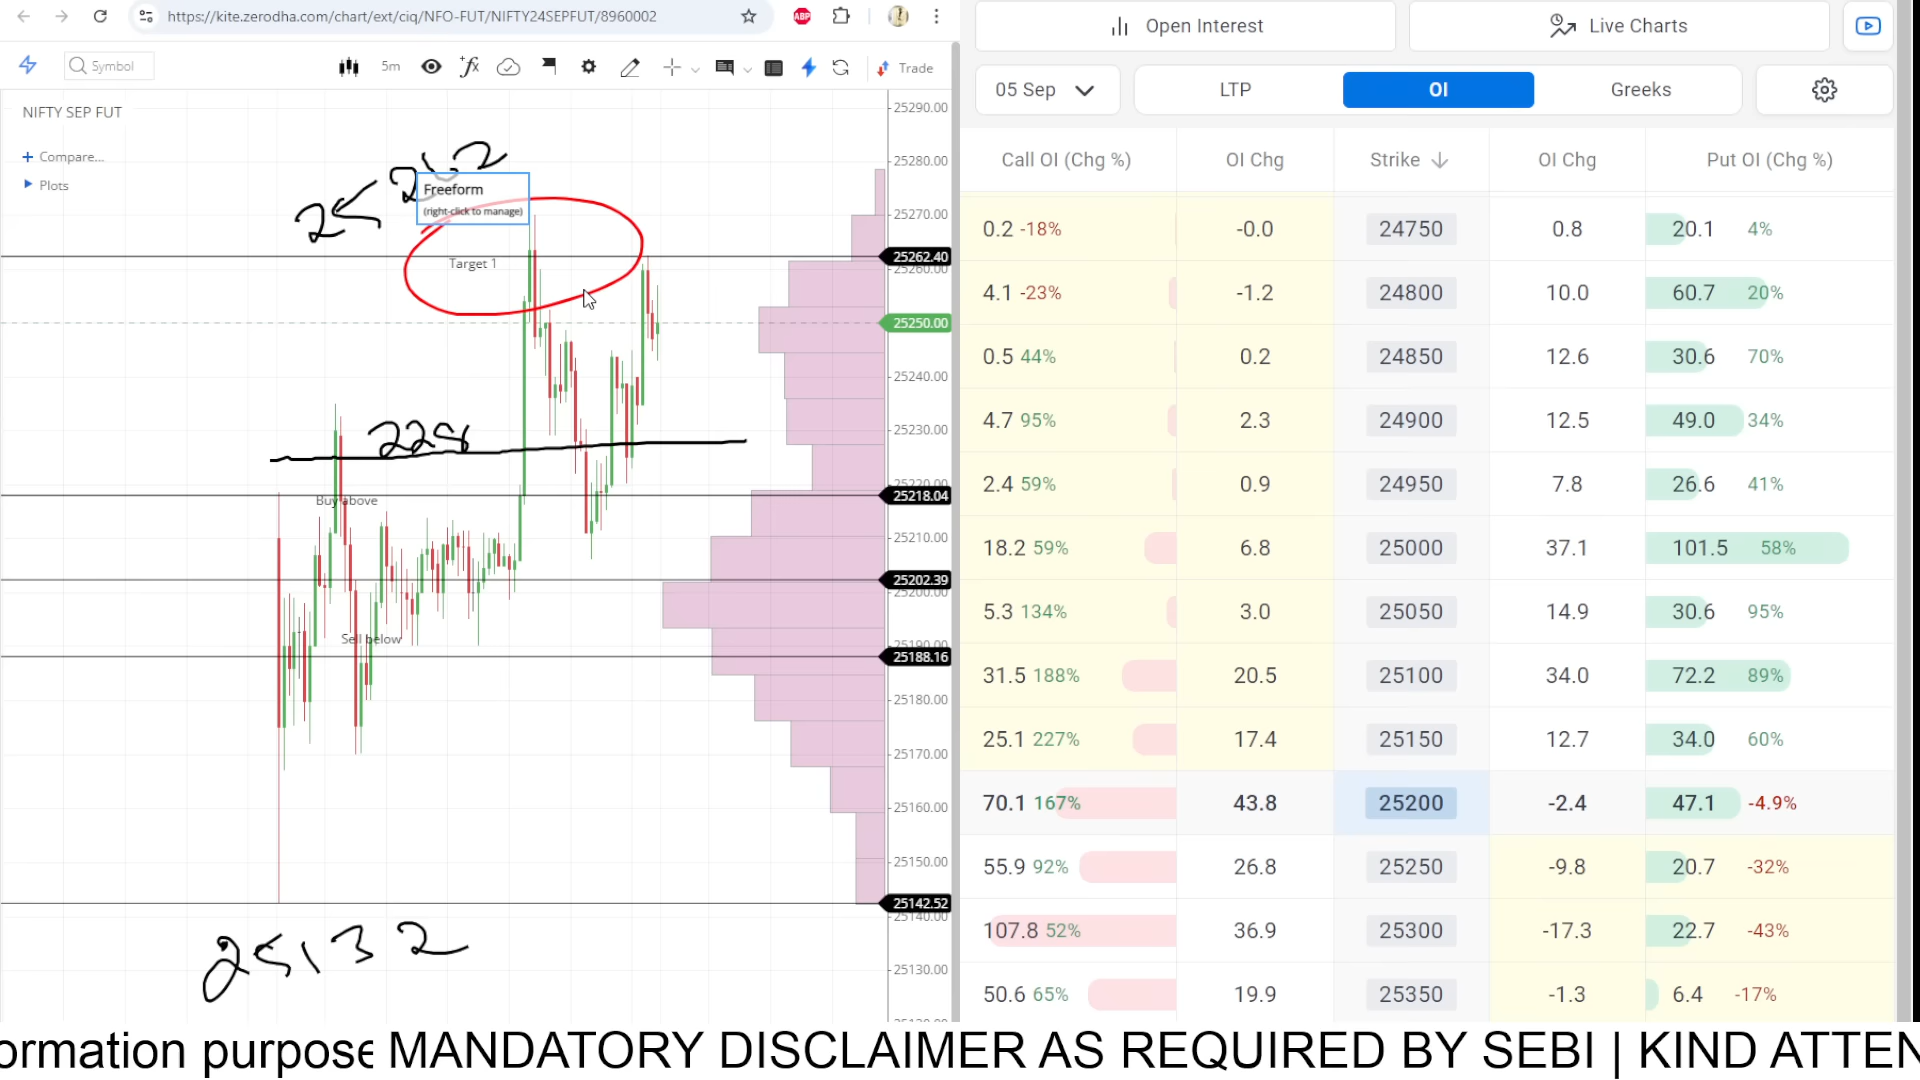 https://kite.zerodha.com/chart/ext/ciq/NFO-FUT/NIFTY24SEPFUT/8960002
ABP
Symbol
5m
Trade
NIFTY SEP FUT
Compare...
Plots
Freeform
(right-click to manage)
Target 1
Buy above
Sell below
25132
25290.00
25280.00
25270.00
25262.40
25260.00
25250.00
25240.00
25230.00
25218.04
25210.00
25202.39
25200.00
25190.00
25188.16
25180.00
25170.00
25160.00
25150.00
25142.52
25140.00
25130.00
Open Interest
Live Charts
05 Sep
LTP
OI
Greeks
Call OI (Chg %) OI Chg Strike OI Chg Put OI (Chg %)
0.2 -18% -0.0 24750 0.8 20.1 4%
4.1 -23% -1.2 24800 10.0 60.7 20%
0.5 44% 0.2 24850 12.6 30.6 70%
4.7 95% 2.3 24900 12.5 49.0 34%
2.4 59% 0.9 24950 7.8 26.6 41%
18.2 59% 6.8 25000 37.1 101.5 58%
5.3 134% 3.0 25050 14.9 30.6 95%
31.5 188% 20.5 25100 34.0 72.2 89%
25.1 227% 17.4 25150 12.7 34.0 60%
70.1 167% 43.8 25200 -2.4 47.1 -4.9%
55.9 92% 26.8 25250 -9.8 20.7 -32%
107.8 52% 36.9 25300 -17.3 22.7 -43%
50.6 65% 19.9 25350 -1.3 6.4 -17%
ormation purpose MANDATORY DISCLAIMER AS REQUIRED BY SEBI | KIND ATTEN